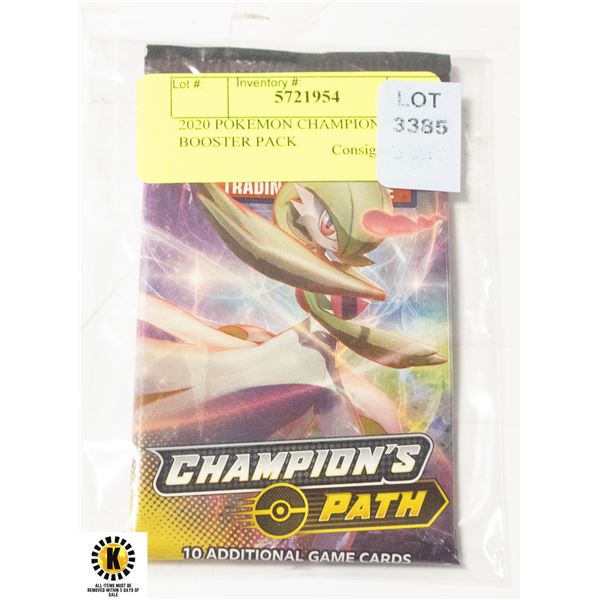 Lot #:
Inventory #:
5721954
LOT
3385
2020 POKEMON CHAMPION
BOOSTER PACK
Consig
TRADIN
CHAMPION'S
PATH
10 ADDITIONAL GAME CARDS
K
ALL ITEMS MUST BE
REMOVED WITHIN 5 DAYS OF
SALE